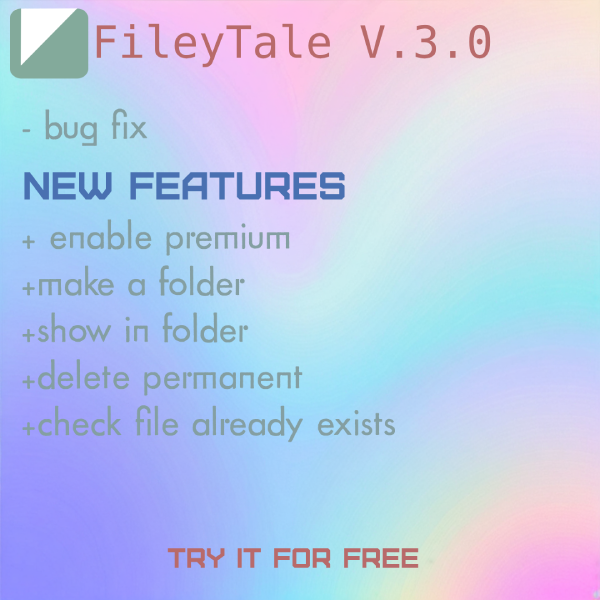 FileyTale V.3.0
- bug fix
NEW FEATURES
+ enable premium
+make a folder
+show in folder
+delete permanent
+check file already exists
TRY IT FOR FREE